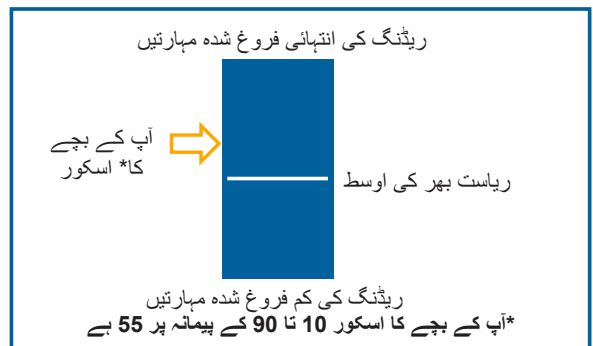 ریڈنگ کی انتہائی فروغ شدہ مہارتیں
آپ کے بچے
کا* اسکور
ریاست بھر کی اوسط
ریڈنگ کی کم فروغ شدہ مہارتیں
*آپ کے بچے کا اسکور 10 تا 90 کے پیمانہ پر 55 ہے